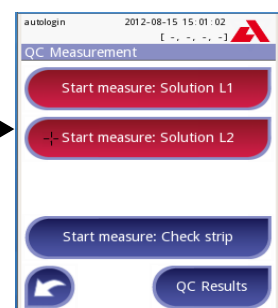 autologin 2012-08-15 15:01:02
[ -, -, -, -]
QC Measurement
Start measure: Solution L1
Start measure: Solution L2
Start measure: Check strip
QC Results